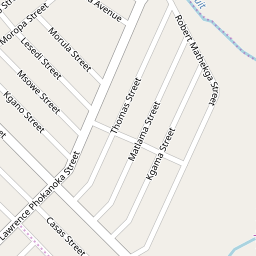 Avenue
Moropa Street
Morula Street
Lesedi Street
Msowe Street
Kgano Street
Robert Mathekga Street
Thomas Street
Matlama Street
Kgama Street
Lawrence Phokanoka Street
Casas Street